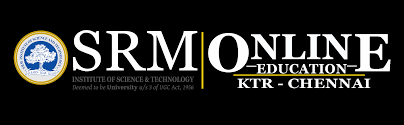 SRM
INSTITUTE OF SCIENCE & TECHNOLOGY
Deemed to be University u/s 3 of UGC Act, 1956
ONLINE
EDUCATION
KTR - CHENNAI